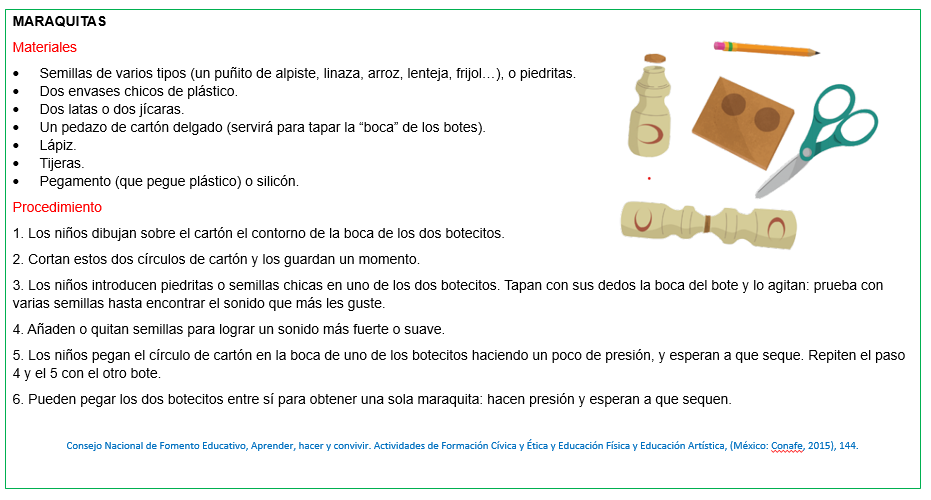 MARAQUITAS
Materiales
• Semillas de varios tipos (un puñito de alpiste, linaza, arroz, lenteja, frijol…), o piedritas.
• Dos envases chicos de plástico.
• Dos latas o dos jícaras.
• Un pedazo de cartón delgado (servirá para tapar la “boca” de los botes).
• Lápiz.
• Tijeras.
• Pegamento (que pegue plástico) o silicón.
Procedimiento
1. Los niños dibujan sobre el cartón el contorno de la boca de los dos botecitos.
2. Cortan estos dos círculos de cartón y los guardan un momento.
3. Los niños introducen piedritas o semillas chicas en uno de los dos botecitos. Tapan con sus dedos la boca del bote y lo agitan: prueba con
varias semillas hasta encontrar el sonido que más les guste.
4. Añaden o quitan semillas para lograr un sonido más fuerte o suave.
5. Los niños pegan el círculo de cartón en la boca de uno de los botecitos haciendo un poco de presión, y esperan a que seque. Repiten el paso
4 y el 5 con el otro bote.
6. Pueden pegar los dos botecitos entre sí para obtener una sola maraquita: hacen presión y esperan a que sequen.
Consejo Nacional de Fomento Educativo, Aprender, hacer y convivir. Actividades de Formación Cívica y Ética y Educación Física y Educación Artística, (México: Conafe, 2015), 144.